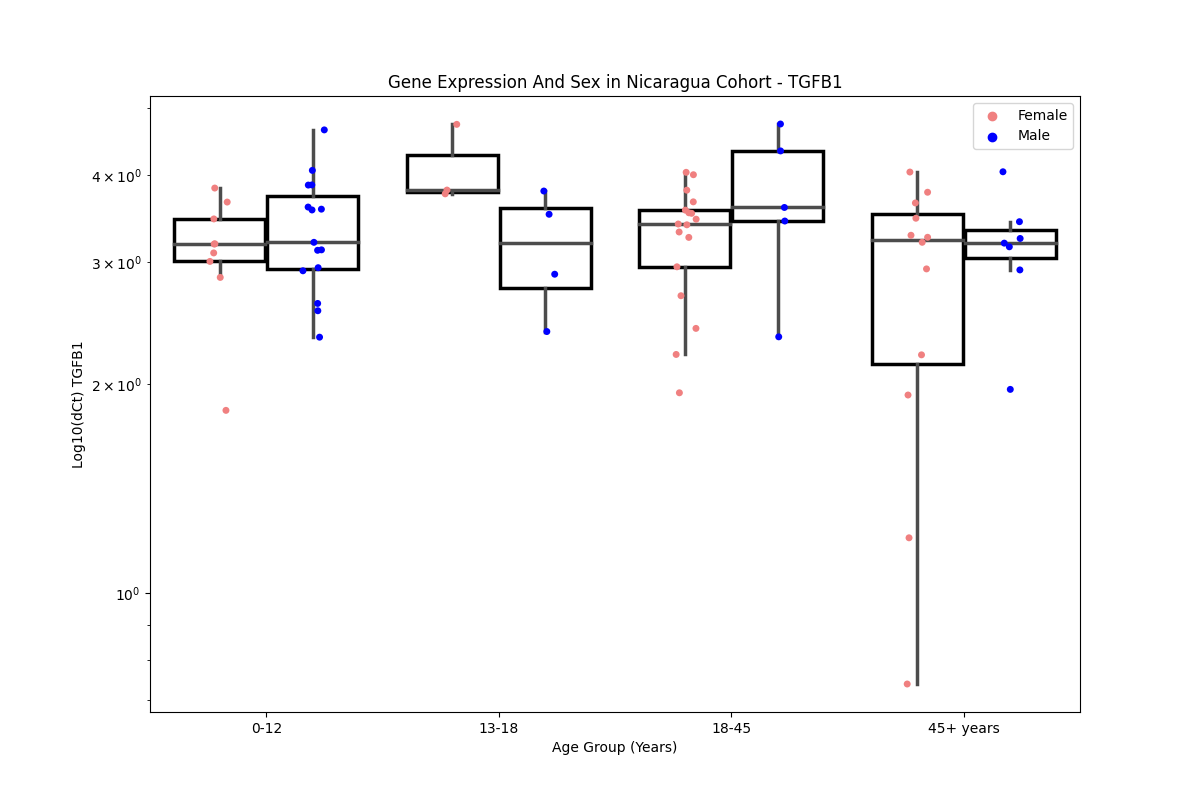 Gene Expression And Sex in Nicaragua Cohort - TGFB1
Female
Male
4 × 10⁰
3 × 10⁰
2 × 10⁰
10⁰
Log10(dCt) TGFB1
0-12
13-18
18-45
45+ years
Age Group (Years)